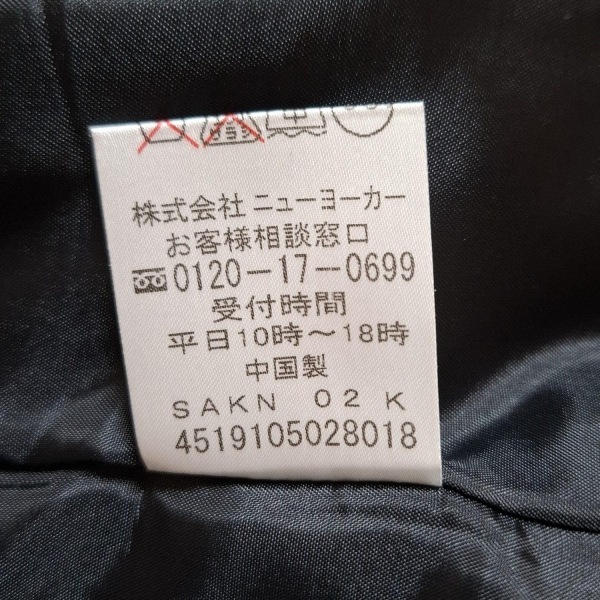 株式会社 ニューヨーカー
お客様相談窓口
0120-17-0699
受付時間
平日10時～18時
中国製
SAKN 02 K
4519105028018